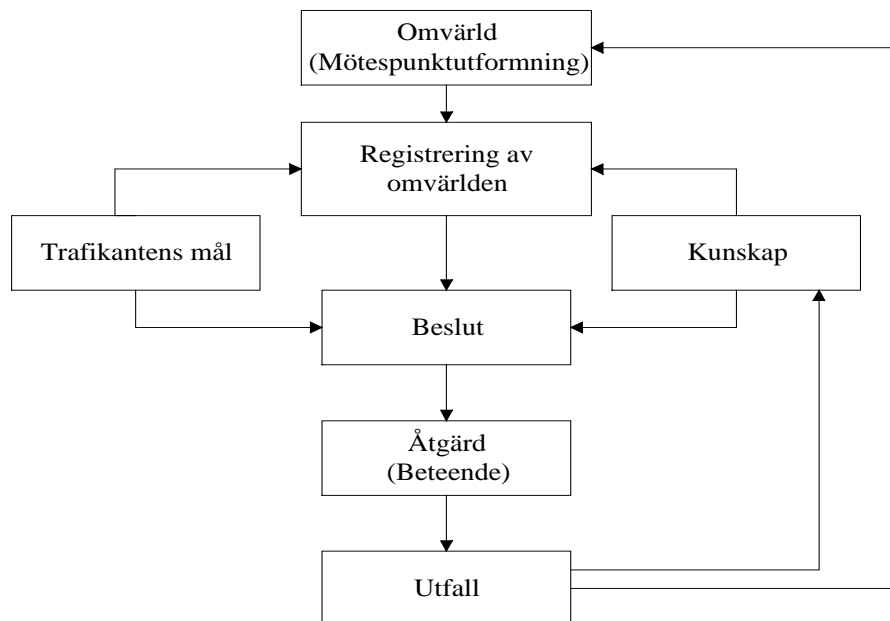 Omvärld
(Mötespunktutformning)
Registrering av
omvärlden
Trafikantens mål
Kunskap
Beslut
Åtgärd
(Beteende)
Utfall